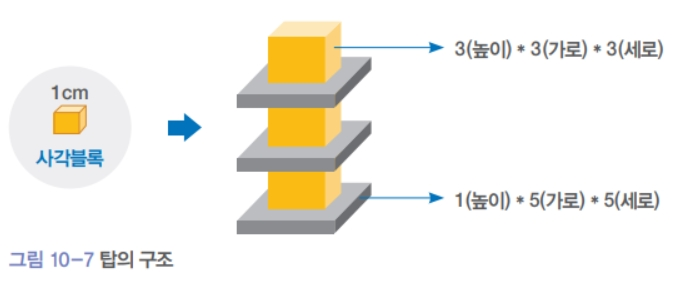 3(높이) * 3(가로) * 3(세로)
1cm
사각블록
1(높이) * 5(가로) * 5(세로)
그림 10-7 탑의 구조